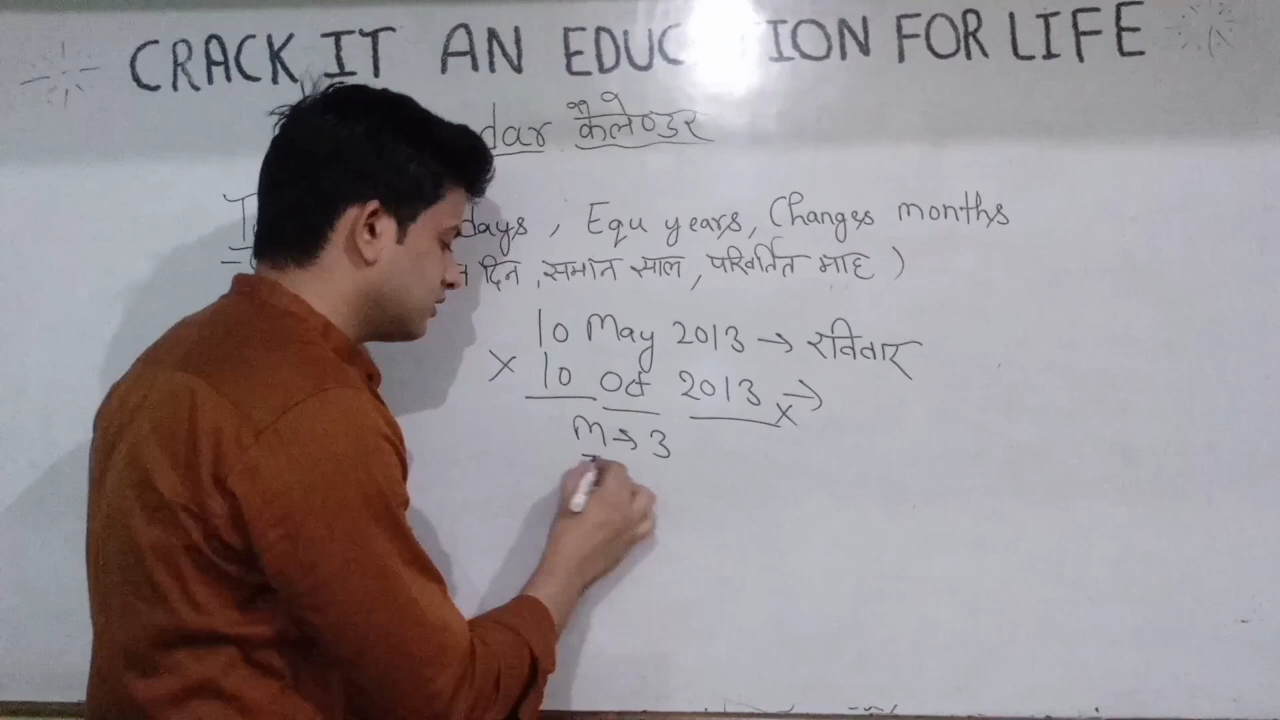 CRACK IT AN EDUCATION FOR LIFE
dar कैलेण्डर
days, Equ years, Changes months
दिन, समान साल, परिवर्तित माह )
10 May 2013 → रविवार
X 10 Oct 2013 x →
M → 3